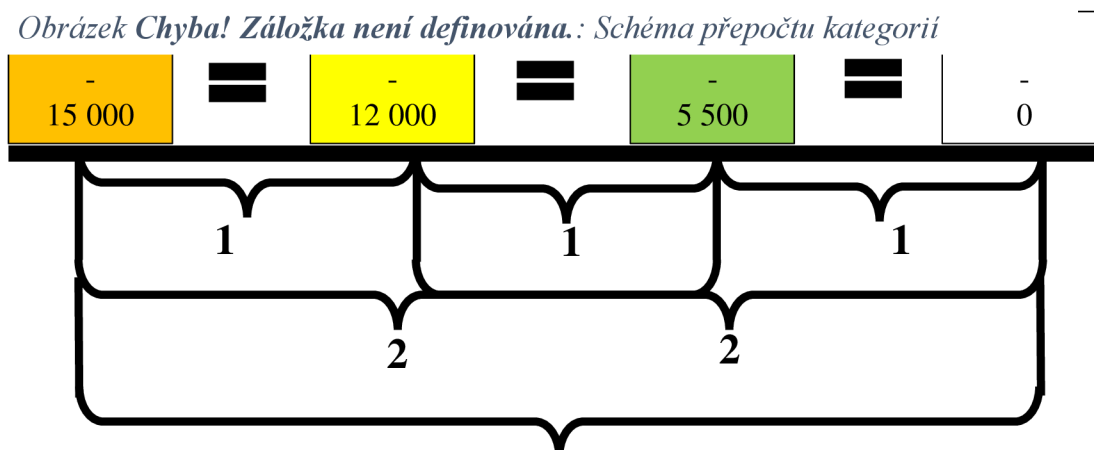 Obrázek Chyba! Záložka není definována.: Schéma přepočtu kategorií
- = - = - = -
15 000 12 000 5 500 0
1 1 1
2 2